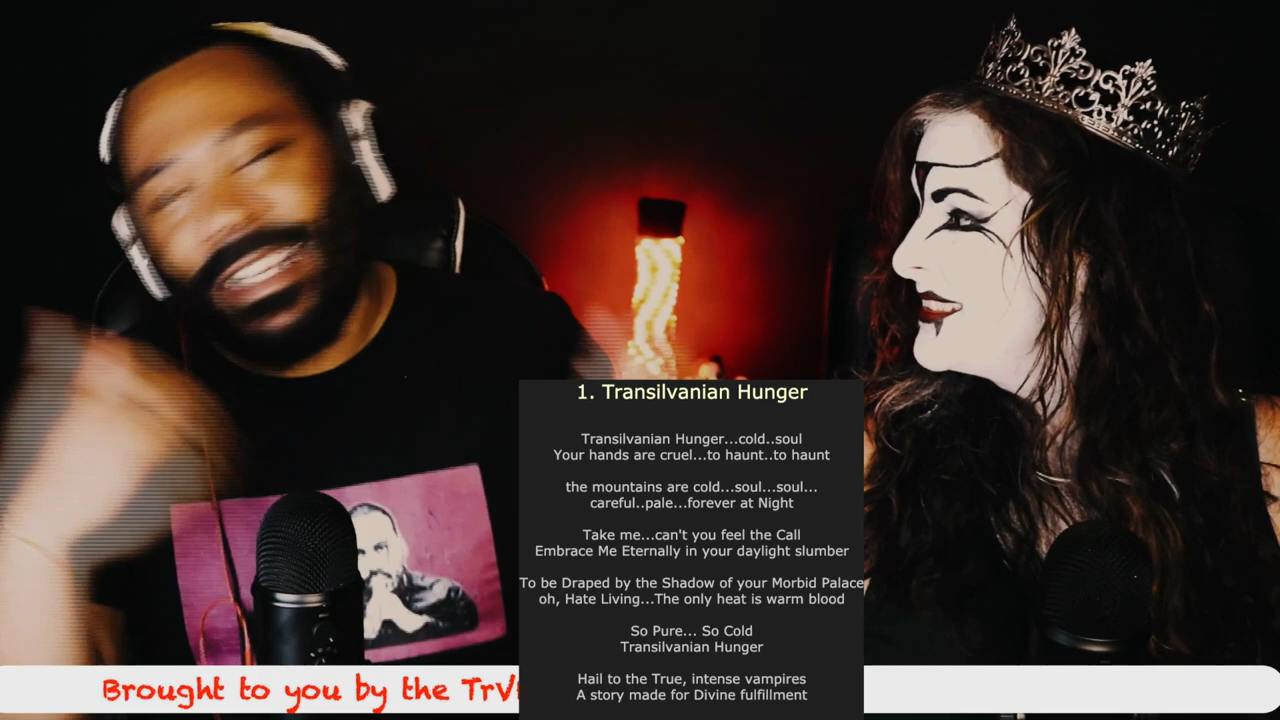 1. Transilvanian Hunger
Transilvanian Hunger...cold..soul
Your hands are cruel...to haunt..to haunt
the mountains are cold...soul...soul...
careful..pale...forever at Night
Take me...can't you feel the Call
Embrace Me Eternally in your daylight slumber
To be Draped by the Shadow of your Morbid Palace
oh, Hate Living...The only heat is warm blood
So Pure... So Cold
Transilvanian Hunger
Hail to the True, intense vampires
A story made for Divine fulfillment
Brought to you by the